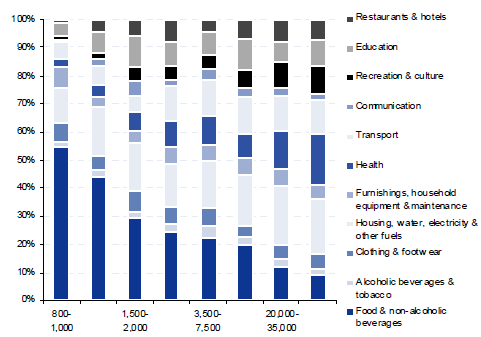 100%
90%
80%
70%
60%
50%
40%
30%
20%
10%
0%
800-
1,000
1,500-
2,000
3,500-
7,500
20,000-
35,000
Restaurants & hotels
Education
Recreation & culture
Communication
Transport
Health
Furnishings, household
equipment & maintenance
Housing, water, electricity &
other fuels
Clothing & footwear
Alcoholic beverages &
tobacco
Food & non-alcoholic
beverages